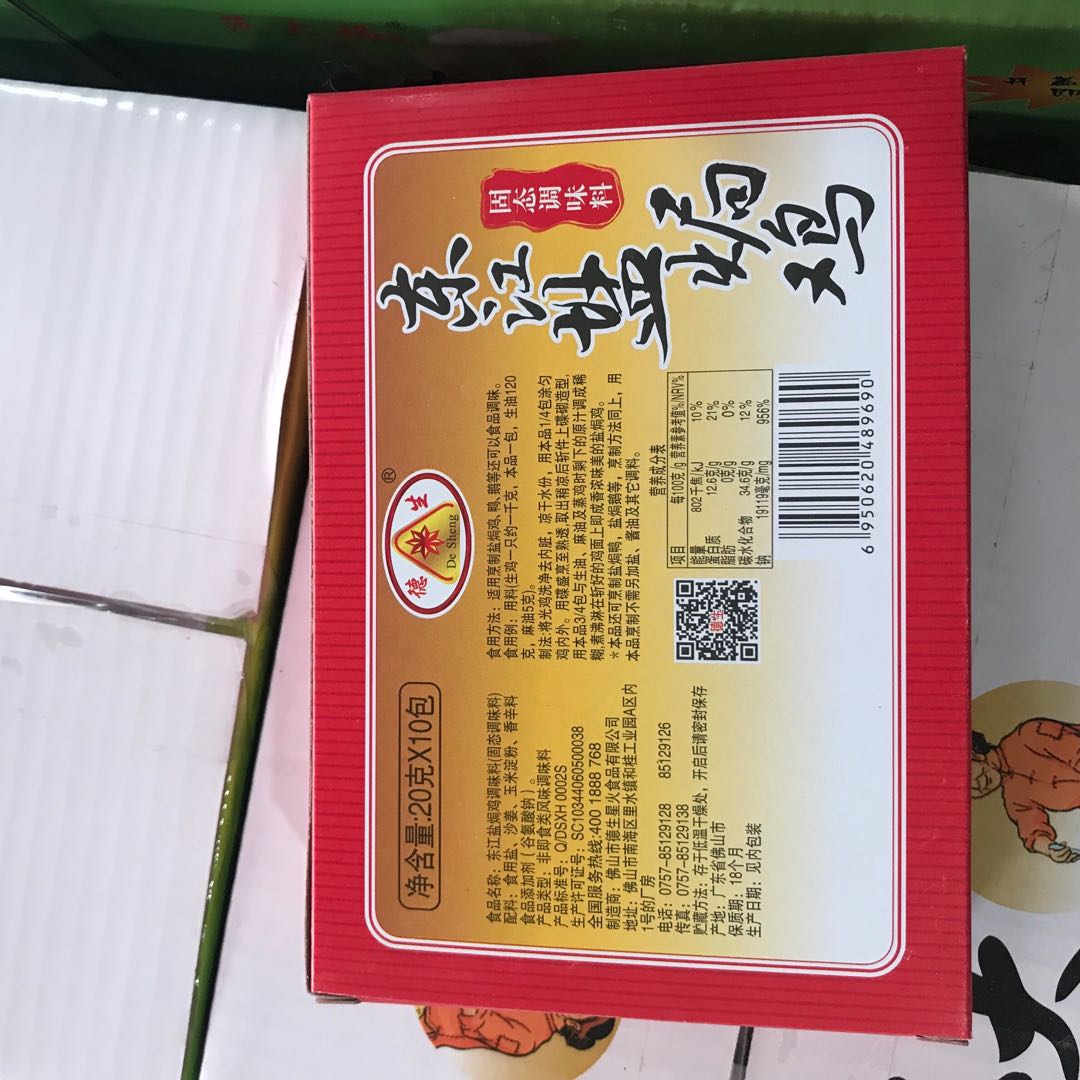 固态调味料
东江盐焗鸡
®
德生
De Sheng
净含量:20克X10包
食品名称：东江盐焗鸡调味料(固态调味料)
配料：食用盐、沙姜、玉米淀粉、香辛料
食品添加剂（谷氨酸钠）。
产品类型：非即食类风味调味料
产品标准号：Q/DSXH 0002S
生产许可证号：SC10344060500038
全国服务热线:400 1888 768
制造商：佛山市德生星火食品有限公司
地址：佛山市南海区里水镇和桂工业园A区内
1号的厂房
电话：0757-85129128 85129126
传真：0757-85129138
贮藏方法：存于低温干燥处，开启后请密封保存
产地：广东省佛山市
保质期：18个月
生产日期：见内包装
食用方法：适用烹制盐焗鸡、鸭、鹅等还可以食品调味。
食用例：用料(生鸡一只约一千克，本品一包，生油120
克，麻油5克)。
制法:将光鸡洗净去内脏，凉干水份，用本品1/4包涂匀
鸡内外。用碟盛烹至熟透,取出稍凉后斩件上碟砌造型,
用本品3/4包与生油、麻油及蒸鸡时剩下的原汁调成稀
糊,煮沸淋在斩好的鸡面上即成香浓味美的盐焗鸡。
*本品还可烹制盐焗鸭，盐焗鹅等，烹制方法同上，用
本品烹制不需另加盐、酱油及其它调料。
营养成分表
项目 每100克/g 营养素参考值%/NRV%
能量 802千焦/kJ 10%
蛋白质 12.6克/g 21%
脂肪 0克/g 0%
碳水化合物 34.6克/g 12%
钠 19119毫克/mg 956%
德生
6 950620 489690